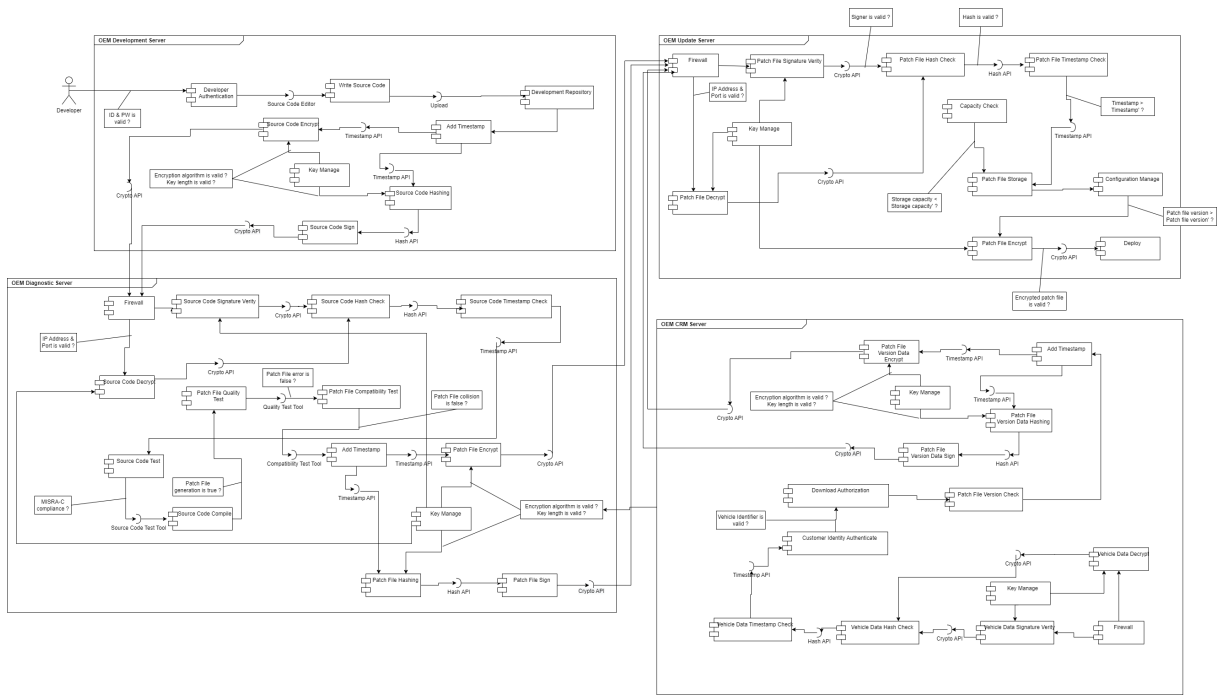 OEM Development Server
Developer
ID & PW is
valid ?
Developer
Authentication
Source Code Editor
Write Source Code
Upload
Development Repository
Source Code Encrypt
Timestamp API
Add Timestamp
Encryption algorithm is valid ?
Key length is valid ?
Key Manage
Timestamp API
Source Code Hashing
Crypto API
Crypto API
Source Code Sign
Hash API
OEM Update Server
Signer is valid ?
Hash is valid ?
Firewall
Patch File Signature Verify
Crypto API
Patch File Hash Check
Hash API
Patch File Timestamp Check
IP Address &
Port is valid ?
Capacity Check
Timestamp <
Timestamp' ?
Key Manage
Timestamp API
Patch File Decrypt
Crypto API
Patch File Storage
Configuration Manage
Storage capacity <
Storage capacity' ?
Patch file version >
Patch file version' ?
Patch File Encrypt
Crypto API
Deploy
Encrypted patch file
is valid ?
OEM Diagnostic Server
Firewall
Source Code Signature Verify
Crypto API
Source Code Hash Check
Hash API
Source Code Timestamp Check
IP Address &
Port is valid ?
Timestamp API
Source Code Decrypt
Crypto API
Patch File error is
false ?
Patch File Quality
Test
Quality Test Tool
Patch File Compatibility Test
Patch File collision
is false ?
Source Code Test
Compatibility Test Tool
Add Timestamp
Timestamp API
Patch File Encrypt
Crypto API
MISRA-C
compliance ?
Patch File
generation is true ?
Timestamp API
Source Code Test Tool
Source Code Compile
Key Manage
Encryption algorithm is valid ?
Key length is valid ?
Patch File Hashing
Hash API
Patch File Sign
Crypto API
OEM CRM Server
Patch File
Version Data
Encrypt
Timestamp API
Add Timestamp
Encryption algorithm is valid ?
Key length is valid ?
Key Manage
Timestamp API
Crypto API
Patch File
Version Data Hashing
Crypto API
Patch File
Version Data Sign
Hash API
Download Authorization
Patch File Version Check
Vehicle Identifier is
valid ?
Customer Identity Authenticate
Timestamp API
Vehicle Data Decrypt
Crypto API
Key Manage
Vehicle Data Timestamp Check
Hash API
Vehicle Data Hash Check
Crypto API
Vehicle Data Signature Verity
Firewall